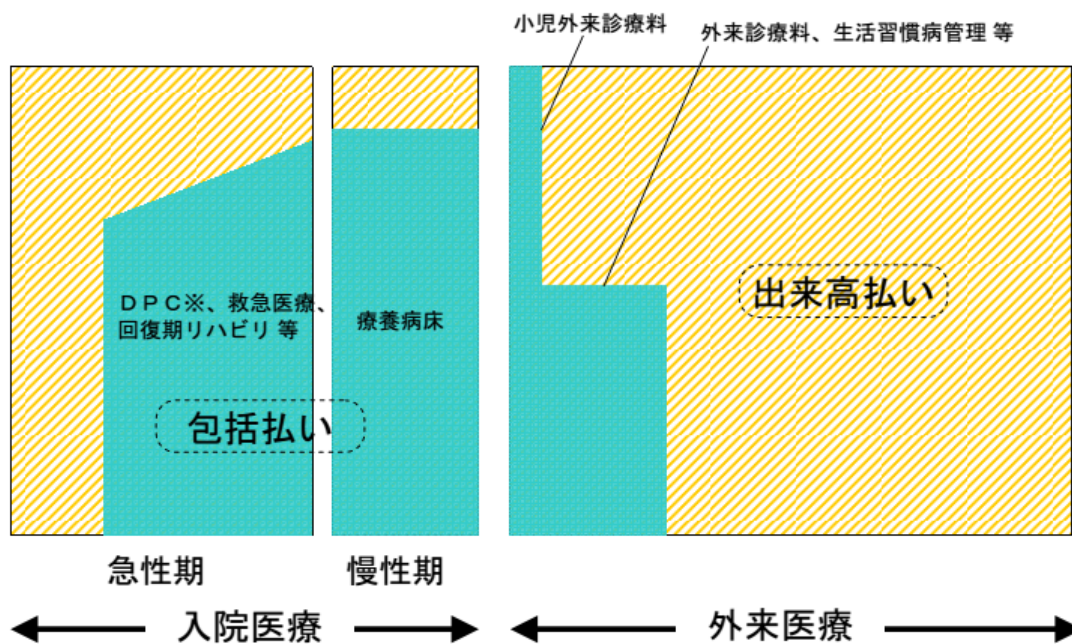 小児外来診療料
外来診療料、生活習慣病管理 等
DPC※、救急医療、
回復期リハビリ 等
療養病床
出来高払い
包括払い
急性期
慢性期
入院医療
外来医療